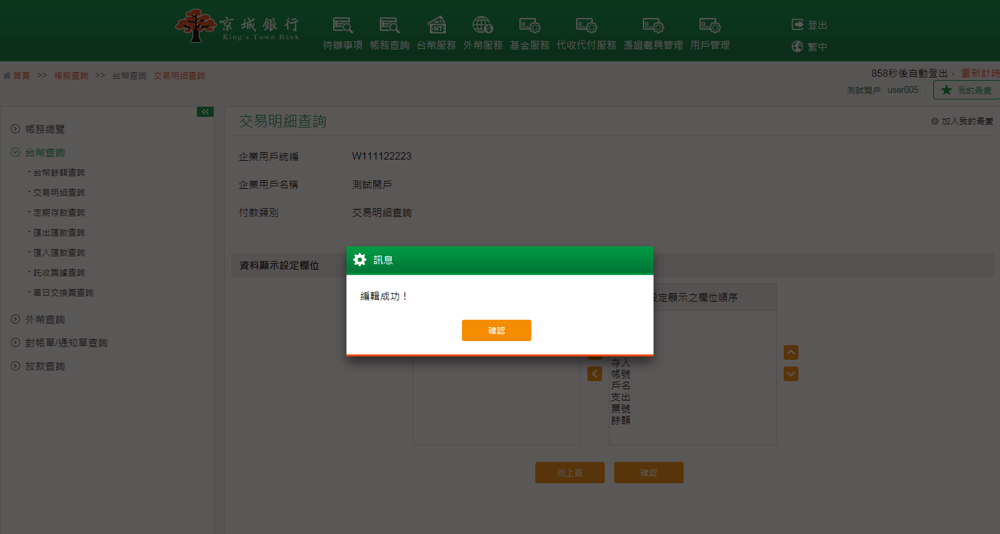 京城銀行
King's Town Bank
待辦事項 帳務查詢 台幣服務 外幣服務 基金服務 代收代付服務 憑證載具管理 用戶管理
NT
登出
繁中
首頁 >> 帳務查詢 >> 台幣查詢 交易明細查詢
858秒後自動登出， 重新計時
測試開戶 user005
我的最愛
帳務總覽
台幣查詢
台幣餘額查詢
交易明細查詢
定期存款查詢
匯出匯款查詢
匯入匯款查詢
託收票據查詢
當日交換票查詢
外幣查詢
對帳單/通知單查詢
放款查詢
交易明細查詢
加入我的最愛
企業用戶統編 W111122223
企業用戶名稱 測試開戶
付款類別 交易明細查詢
資料顯示設定欄位
訊息
編輯成功！
確認
設定顯示之欄位順序
存入
帳號
戶名
支出
票號
餘額
回上頁 確認